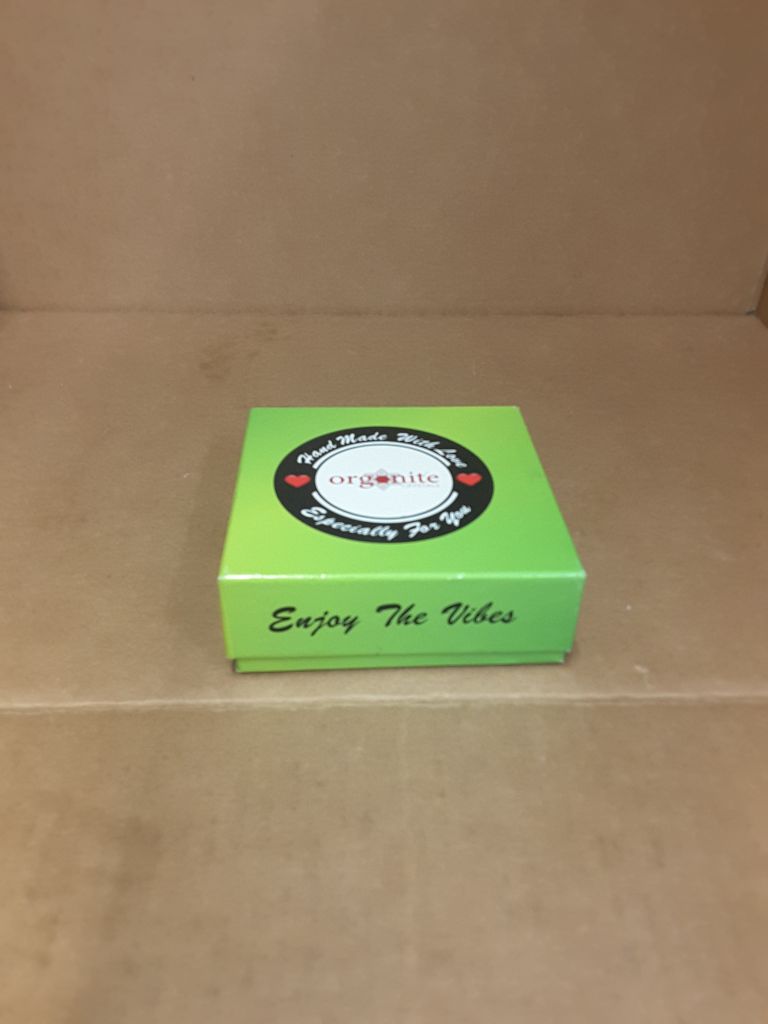 Hand Made With Love
orgonite
Especially For You
Enjoy The Vibes